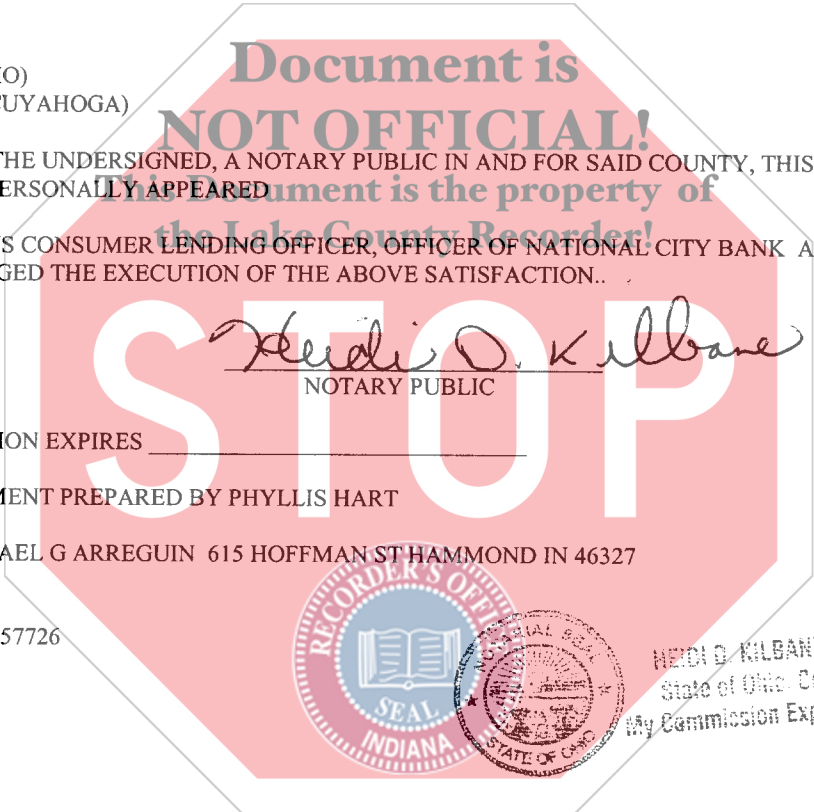 Document is
IO)
CUYAHOGA)
NOT OFFICIAL!
THE UNDERSIGNED, A NOTARY PUBLIC IN AND FOR SAID COUNTY, THIS
ERSONALLY APPEARED
This Document is the property of
the Lake County Recorder!
S CONSUMER LENDING OFFICER, OFFICER OF NATIONAL CITY BANK A
GED THE EXECUTION OF THE ABOVE SATISFACTION..
STOP
Heidi D. Kilbane
NOTARY PUBLIC
ION EXPIRES
MENT PREPARED BY PHYLLIS HART
AEL G ARREGUIN 615 HOFFMAN ST HAMMOND IN 46327
57726
RECORDER'S OFFICE
SEAL
INDIANA
NOTARIAL SEAL
STATE OF OHIO
HEIDI D. KILBAN
State of Ohio
My Commission Exp